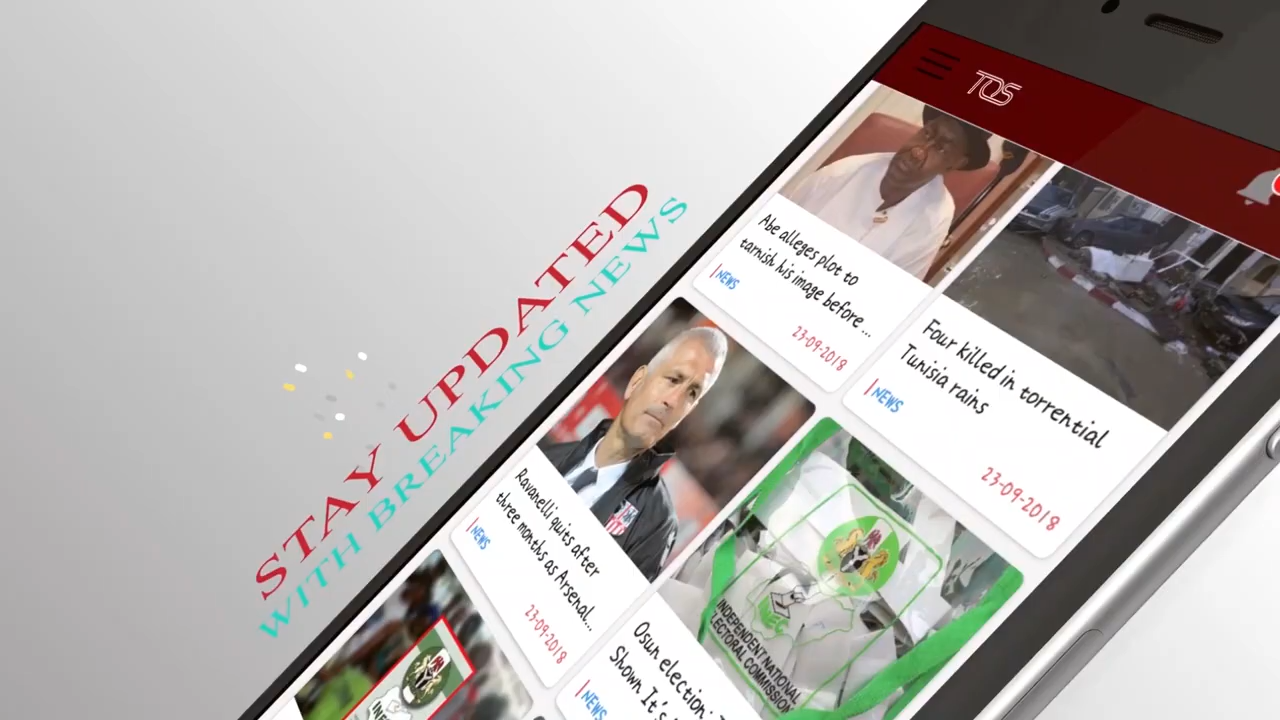 STAY UPDATED
WITH BREAKING NEWS
TOS
Abe alleges plot to
tarnish his image before ...
NEWS
23-09-2018
Four killed in torrential
Tunisia rains
NEWS
23-09-2018
Ravanelli quits after
three months as Arsenal...
NEWS
23-09-2018
INEC
INDEPENDENT NATIONAL
ELECTORAL COMMISSION
Osun election:
Shown It's
NEWS